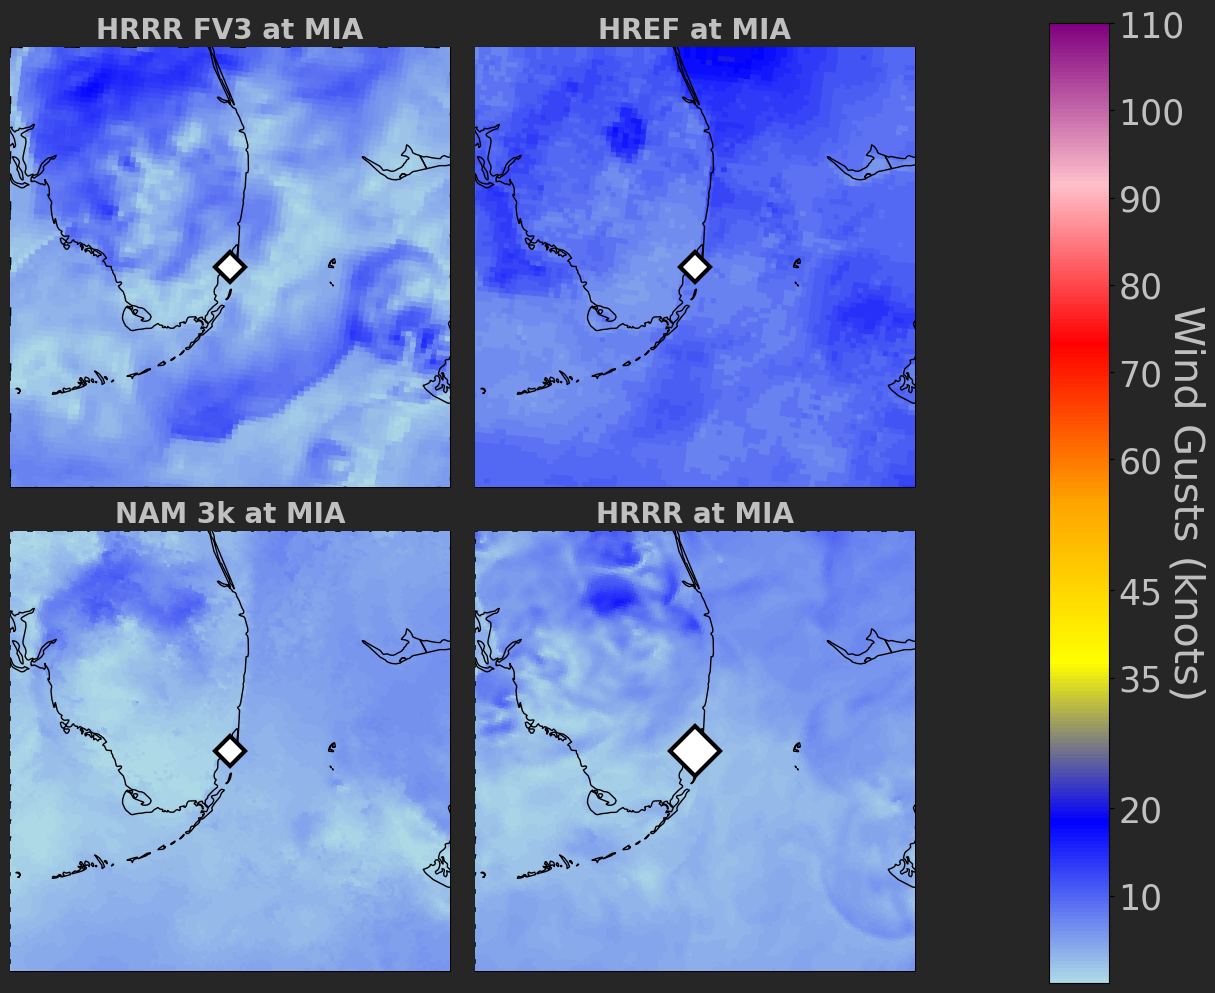 HRRR FV3 at MIA
HREF at MIA
NAM 3k at MIA
HRRR at MIA
110
100
90
80
70
60
45
35
20
10
Wind Gusts (knots)